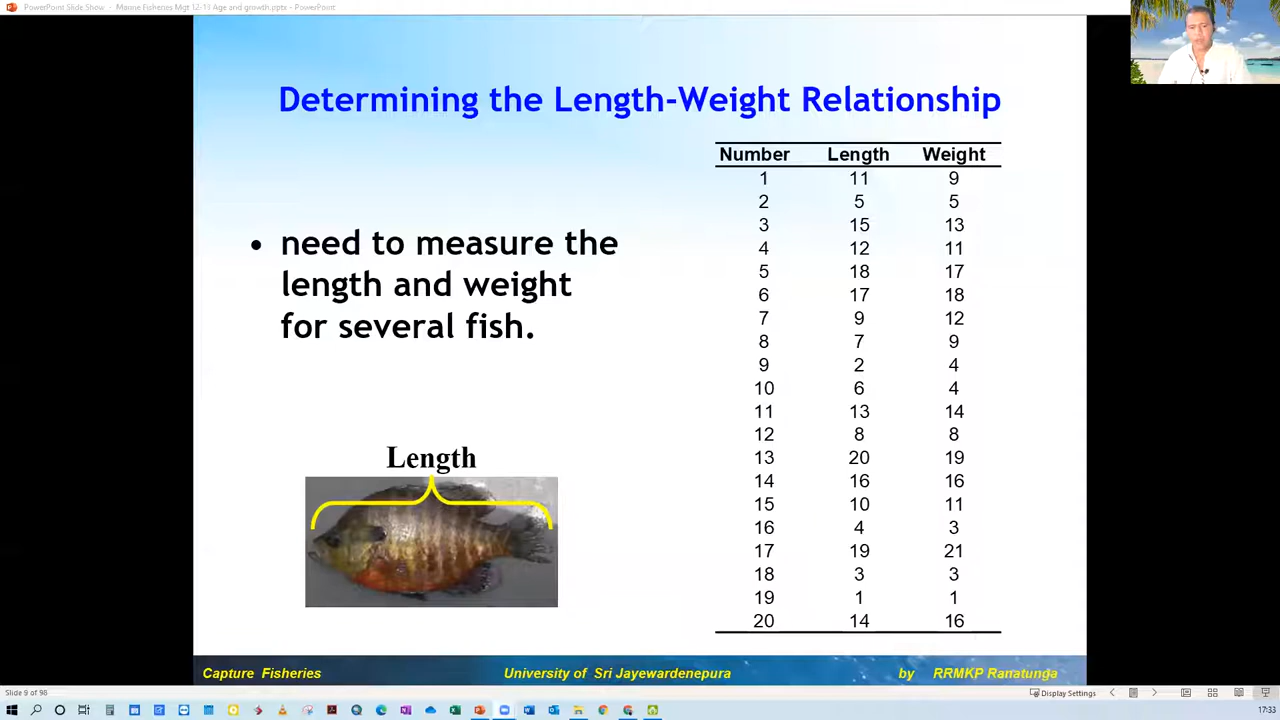 PowerPoint Slide Show - Marine Fisheries Mgt 12-13 Age and growth.pptx - PowerPoint
Determining the Length-Weight Relationship
• need to measure the
length and weight
for several fish.
Length
Number Length Weight
1 11 9
2 5 5
3 15 13
4 12 11
5 18 17
6 17 18
7 9 12
8 7 9
9 2 4
10 6 4
11 13 14
12 8 8
13 20 19
14 16 16
15 10 11
16 4 3
17 19 21
18 3 3
19 1 1
20 14 16
Capture Fisheries University of Sri Jayewardenepura by RRMKP Ranatunga
Slide 9 of 98 Display Settings
17:33